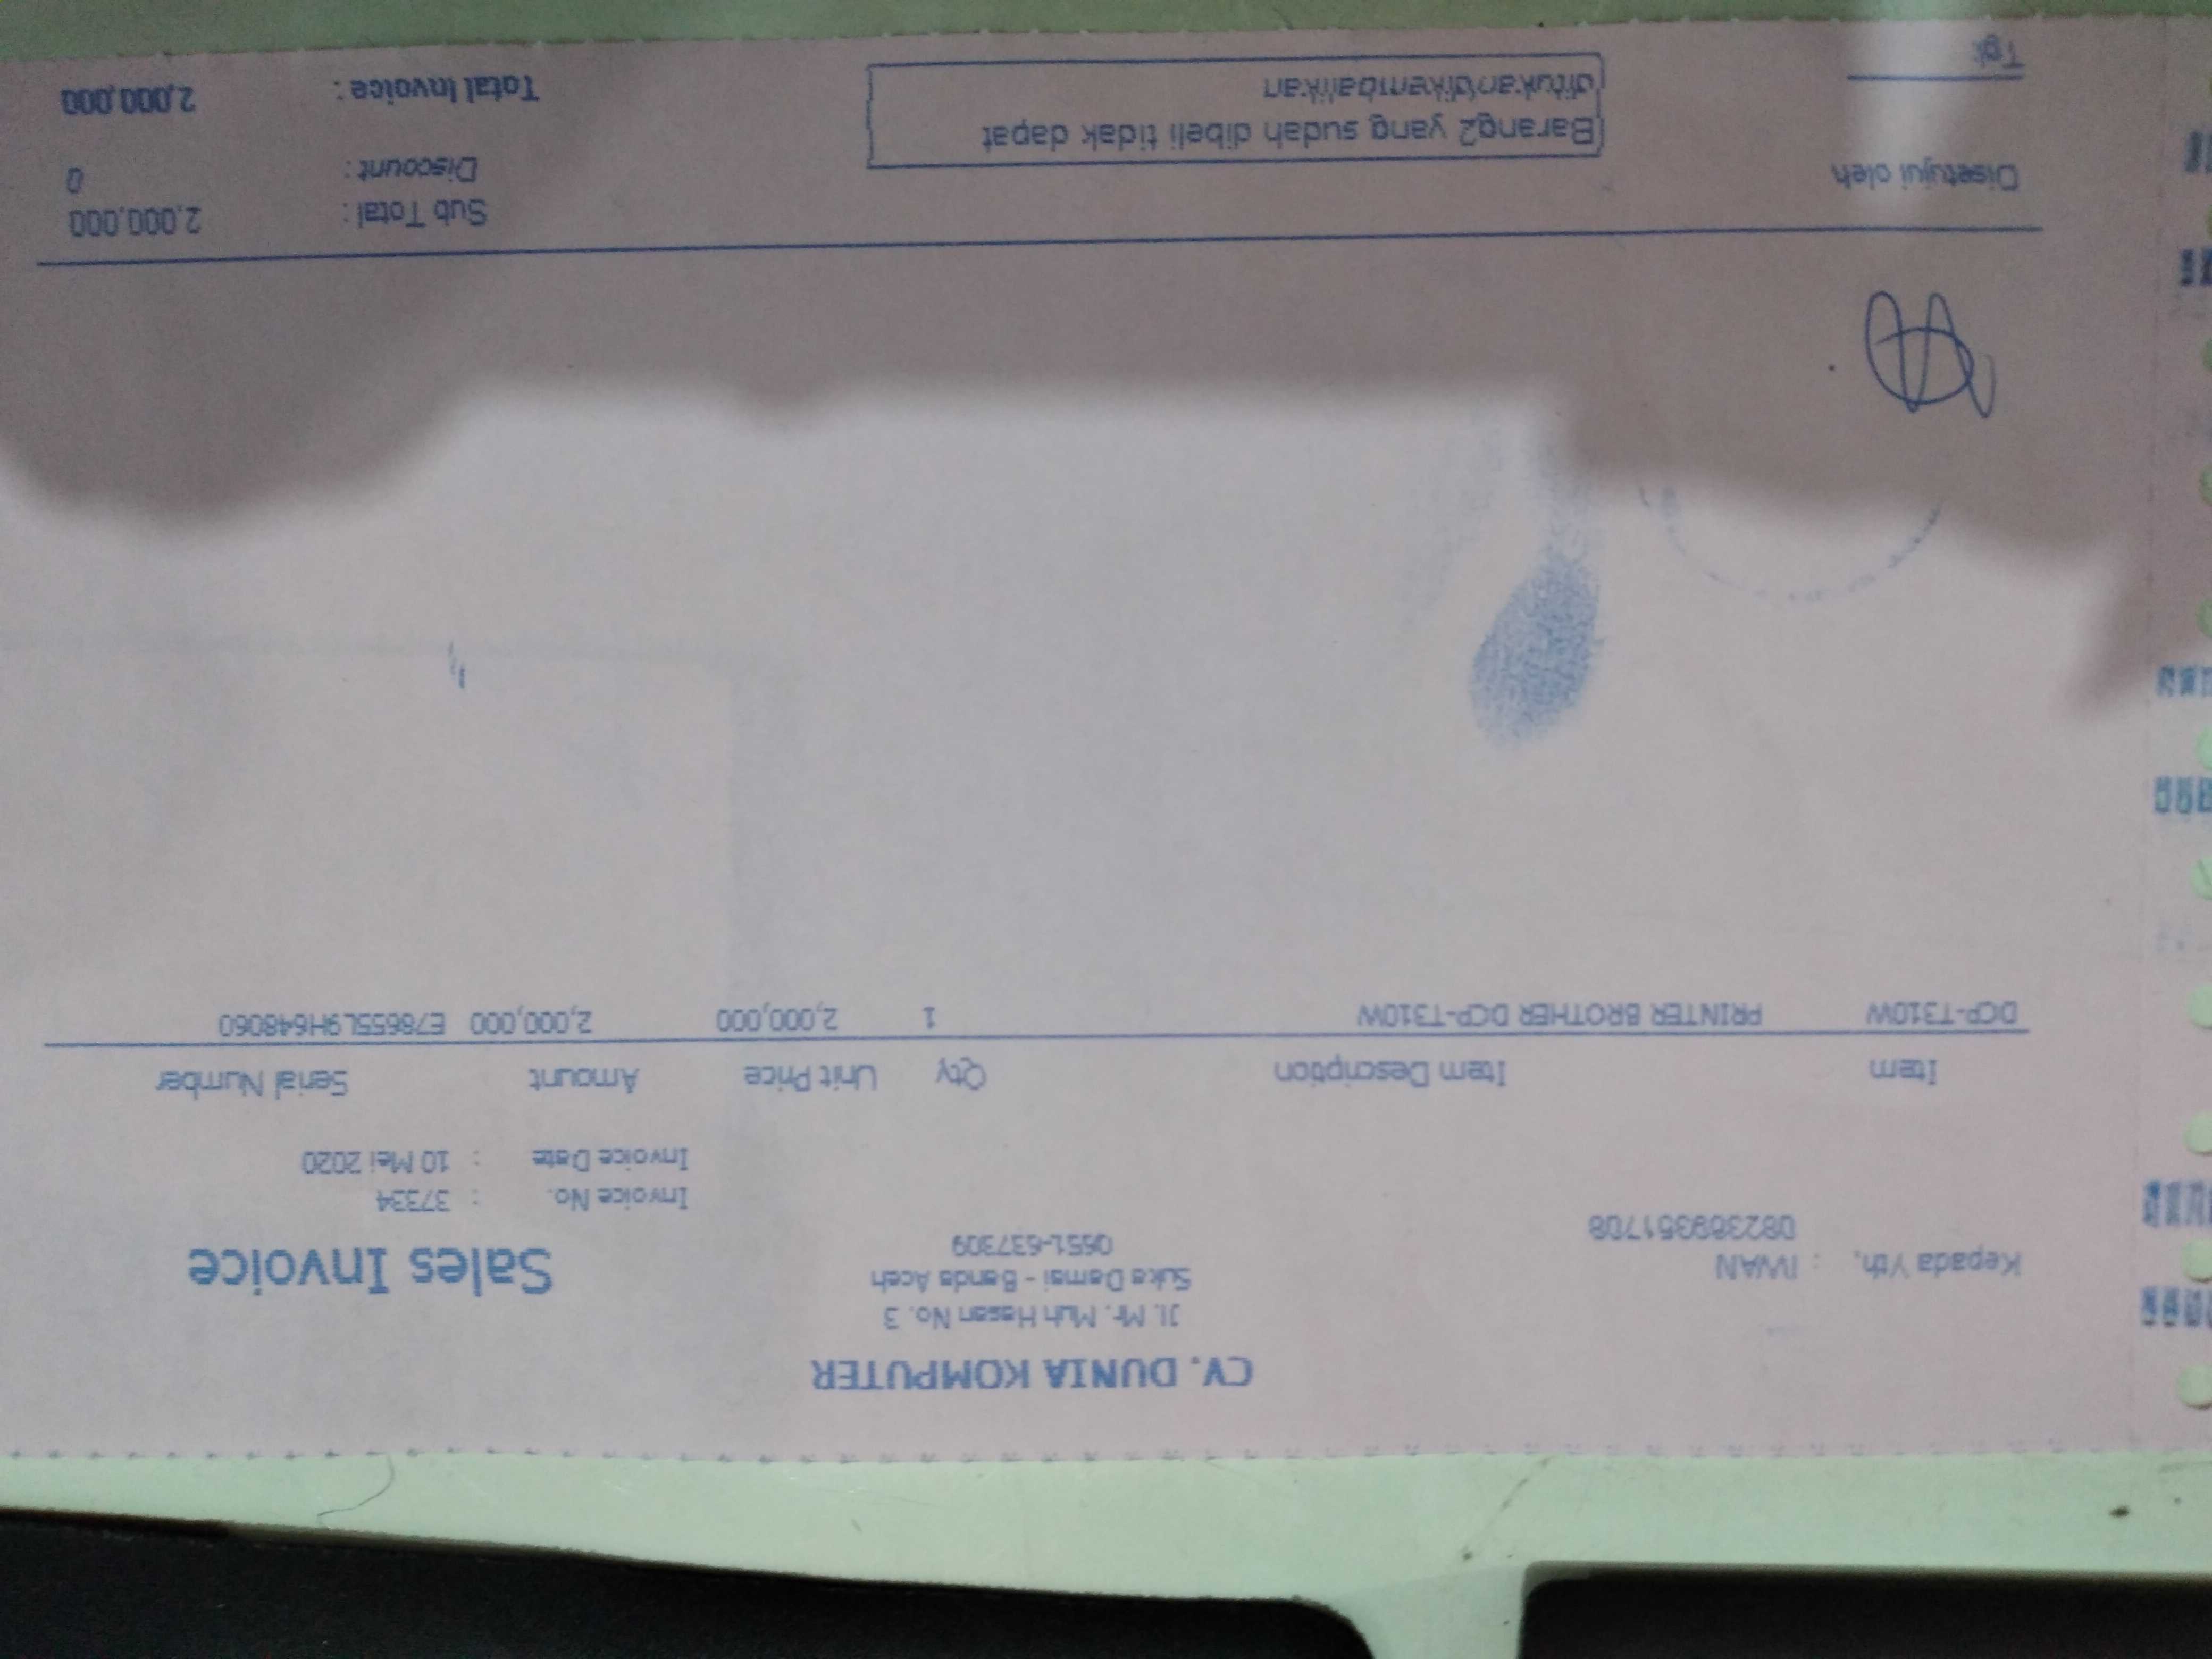 CV. DUNIA KOMPUTER
Jl. Mr. Muh Hasan No. 3
Suka Damai - Banda Aceh
0651-637309
Kepada Yth, : IWAN
082369351708
Sales Invoice
Invoice No. : 37334
Invoice Date : 10 Mei 2020
Item Item Description Qty Unit Price Amount Serial Number
DCP-T310W PRINTER BROTHER DCP-T310W 1 2,000,000 2,000,000 E78655L9H648060
Sub Total : 2,000,000
Discount : 0
Total Invoice : 2,000,000
Disetujui oleh
Tgl:
Barang2 yang sudah dibeli tidak dapat
ditukar/dikembalikan